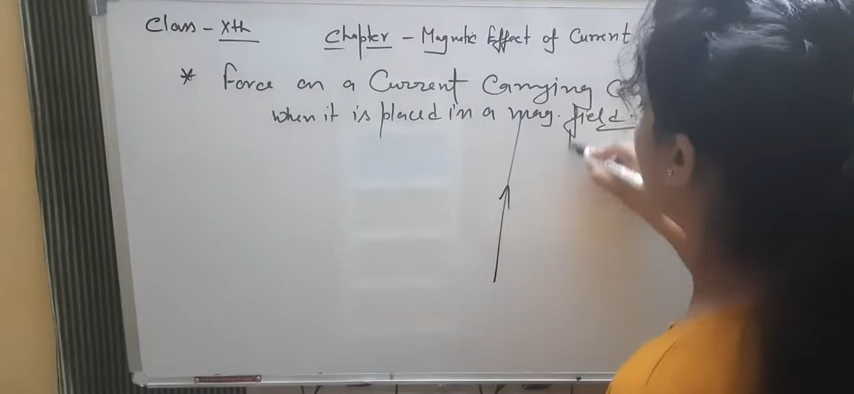 Class - Xth
Chapter - Magnetic Effect of Current
* Force on a Current Carrying
when it is placed in a mag. field.